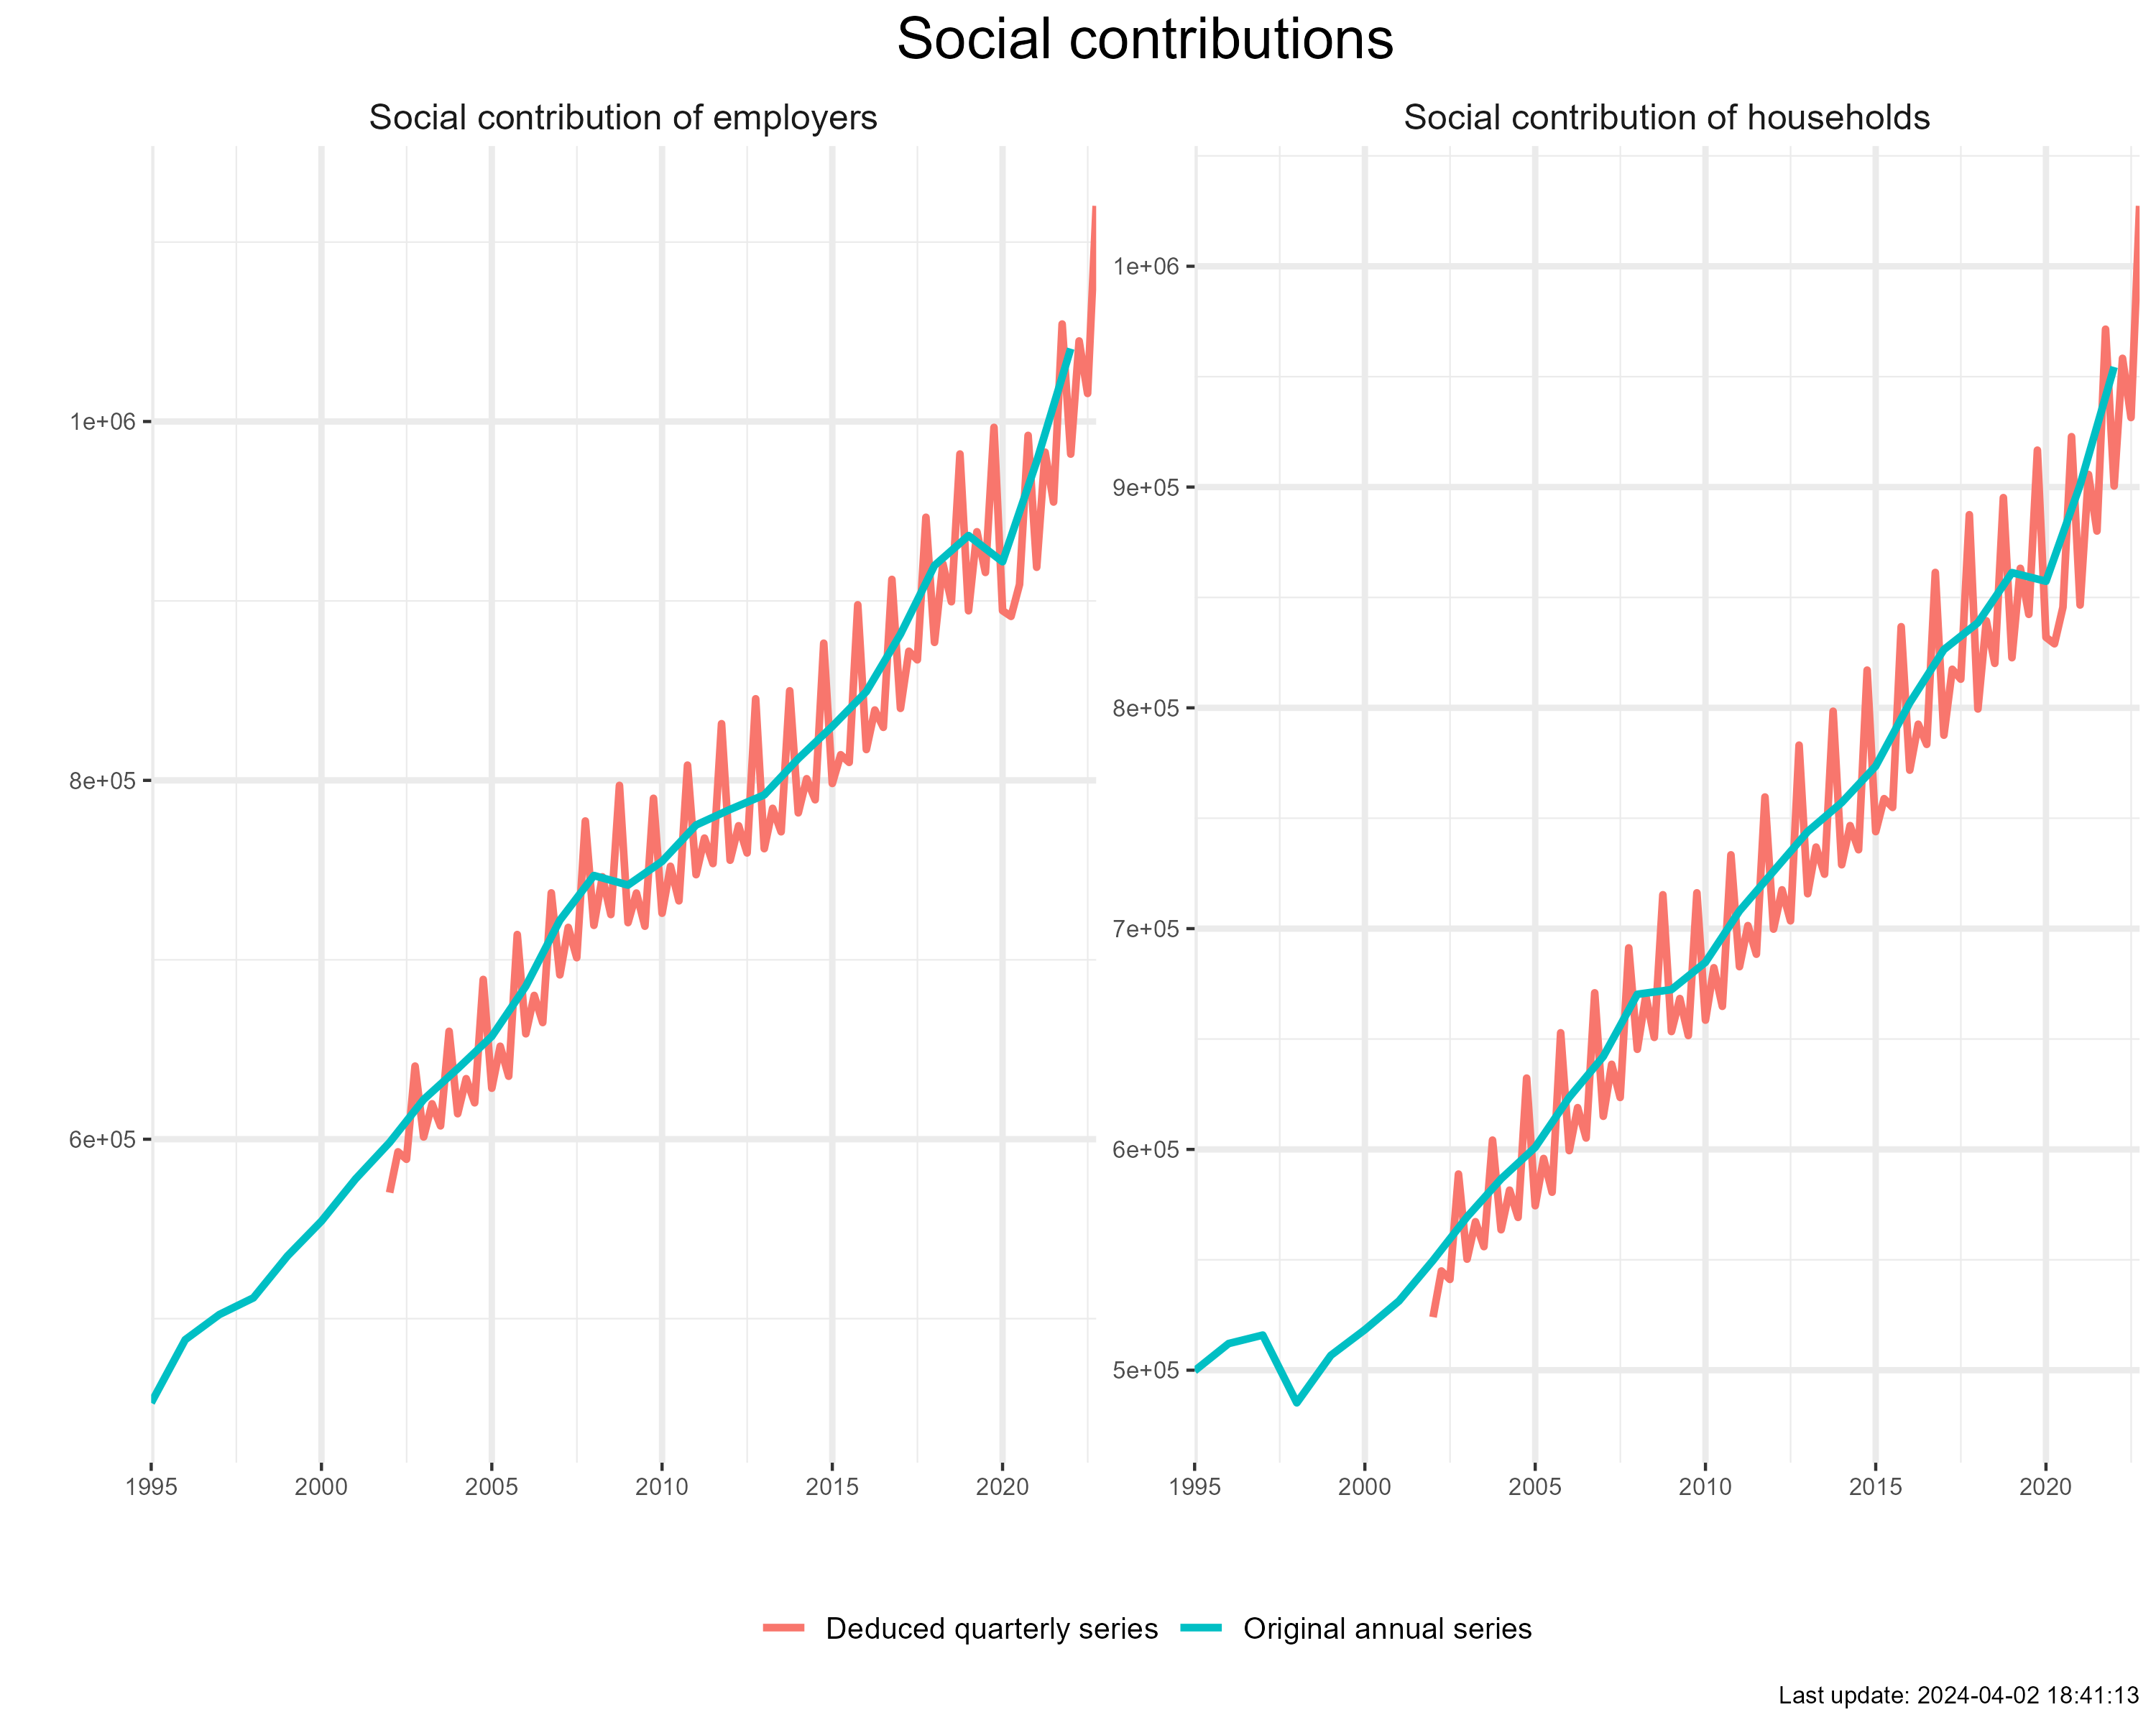 Social contributions
Social contribution of employers
1e+06
8e+05
6e+05
1995 2000 2005 2010 2015 2020
Social contribution of households
1e+06
9e+05
8e+05
7e+05
6e+05
5e+05
1995 2000 2005 2010 2015 2020
Deduced quarterly series Original annual series
Last update: 2024-04-02 18:41:13